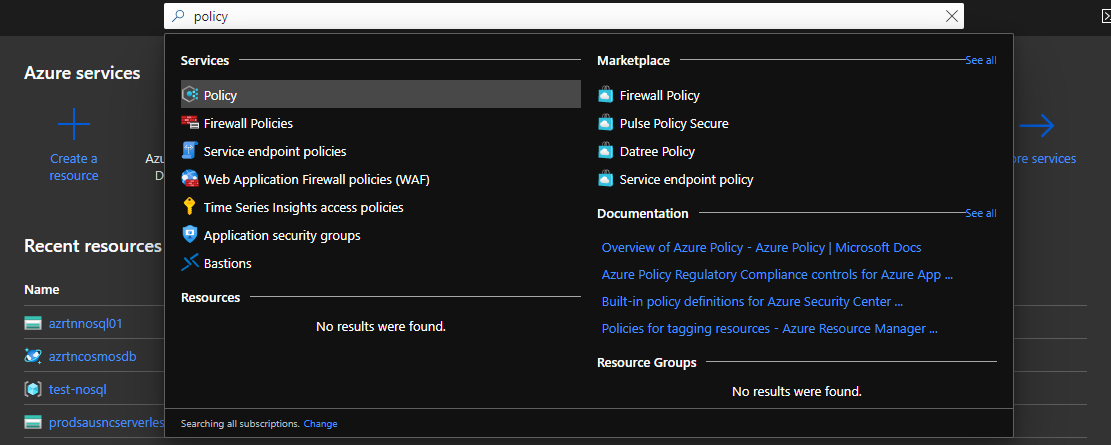 policy
Azure services
Create a
resource
Services
Policy
Firewall Policies
Service endpoint policies
Web Application Firewall policies (WAF)
Time Series Insights access policies
Application security groups
Bastions
Resources
No results were found.
Marketplace
See all
Firewall Policy
Pulse Policy Secure
Datree Policy
Service endpoint policy
Documentation
See all
Overview of Azure Policy - Azure Policy | Microsoft Docs
Azure Policy Regulatory Compliance controls for Azure App ...
Built-in policy definitions for Azure Security Center ...
Policies for tagging resources - Azure Resource Manager ...
Resource Groups
No results were found.
Searching all subscriptions. Change
services
Recent resources
Name
azrtnnosql01
azrtncosmosdb
test-nosql
prodsausncserverles